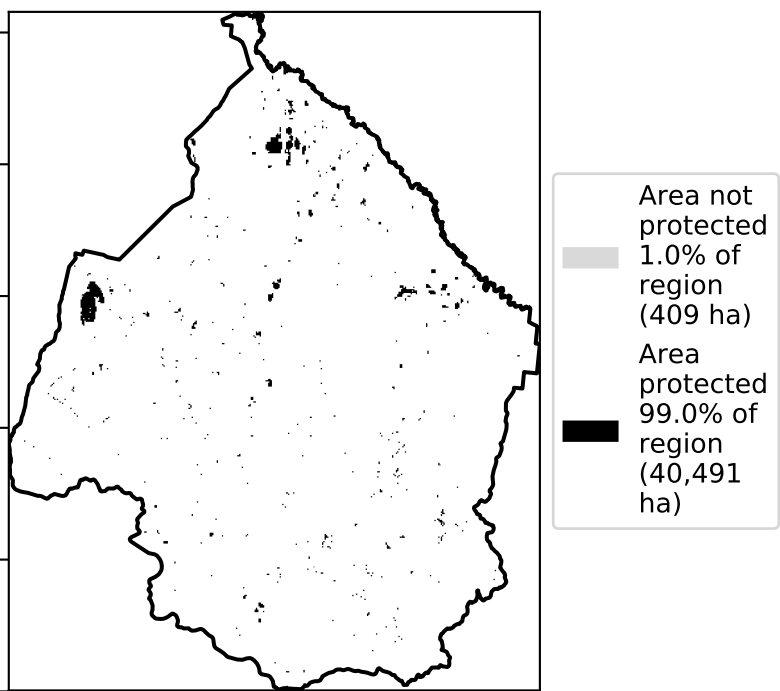 Area not
protected
1.0% of
region
(409 ha)
Area
protected
99.0% of
region
(40,491
ha)